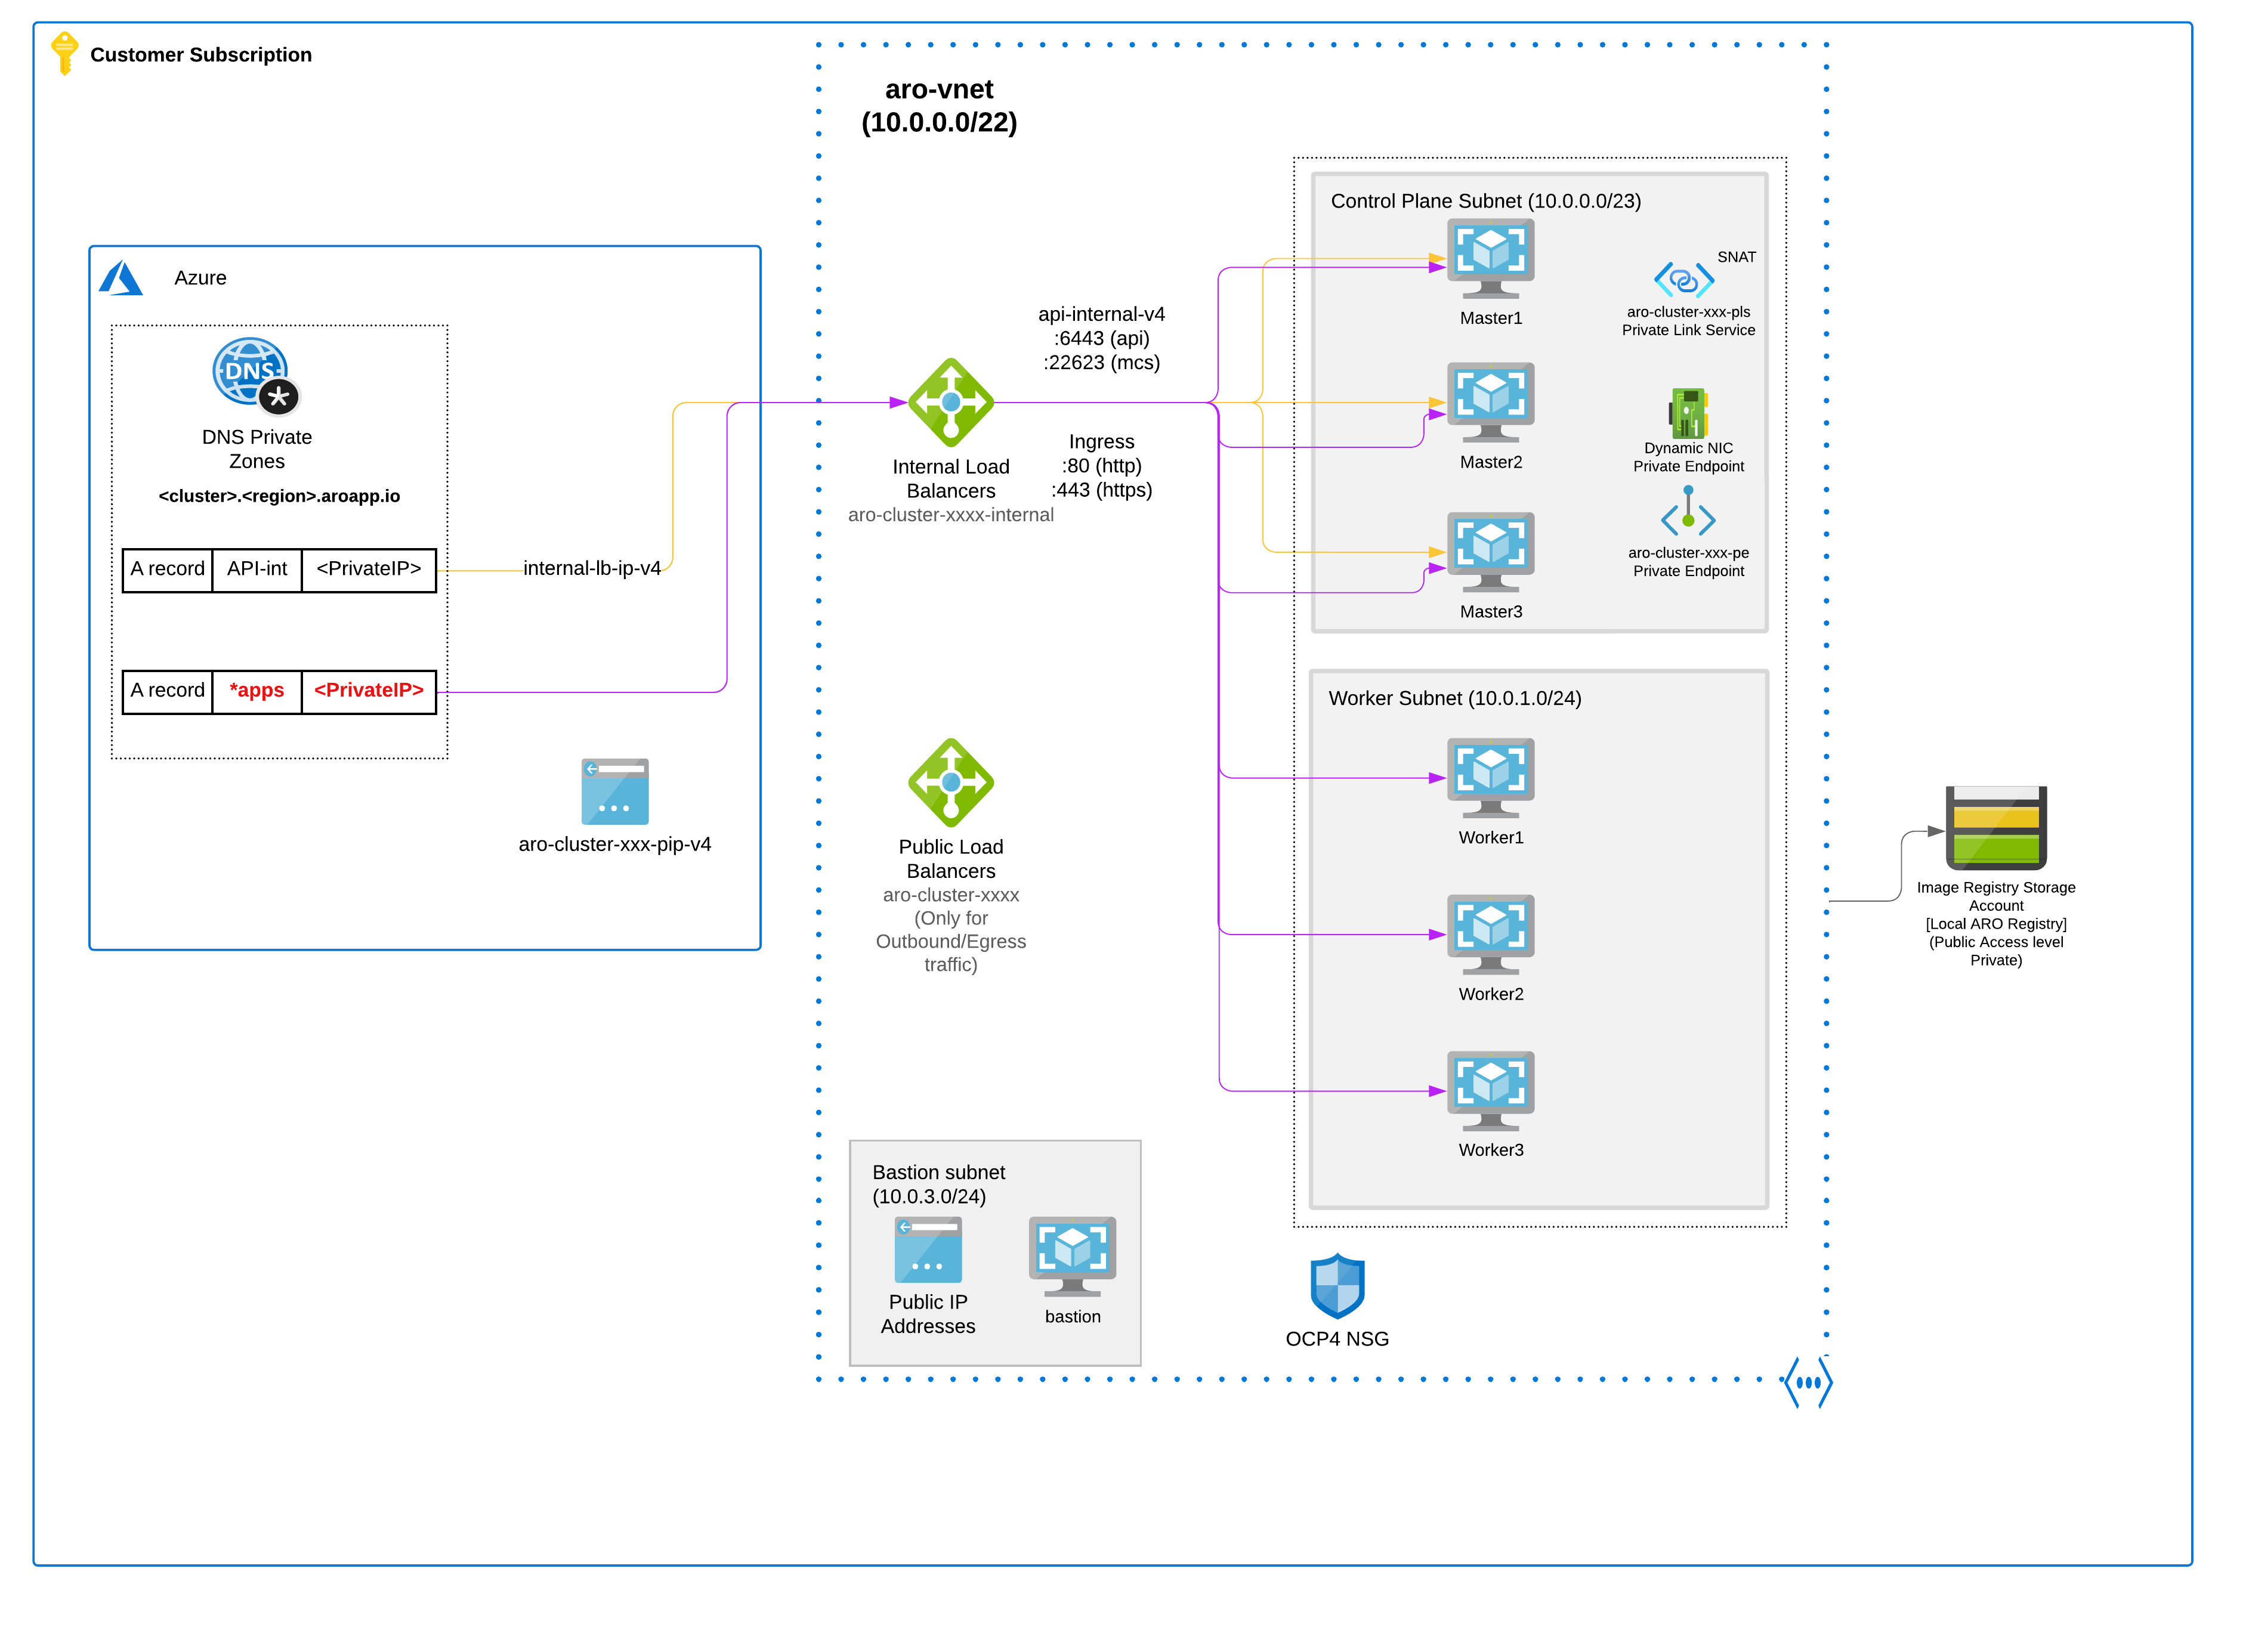 Customer Subscription
aro-vnet
(10.0.0.0/22)
Azure
DNS
*
DNS Private
Zones
<cluster>.<region>.aroapp.io
A record API-int <PrivateIP>
internal-lb-ip-v4
A record *apps <PrivateIP>
aro-cluster-xxx-pip-v4
api-internal-v4
:6443 (api)
:22623 (mcs)
Ingress
:80 (http)
:443 (https)
Internal Load
Balancers
aro-cluster-xxxx-internal
Public Load
Balancers
aro-cluster-xxxx
(Only for
Outbound/Egress
traffic)
Bastion subnet
(10.0.3.0/24)
Public IP
Addresses
bastion
Control Plane Subnet (10.0.0.0/23)
Master1
Master2
Master3
SNAT
aro-cluster-xxx-pls
Private Link Service
Dynamic NIC
Private Endpoint
aro-cluster-xxx-pe
Private Endpoint
Worker Subnet (10.0.1.0/24)
Worker1
Worker2
Worker3
OCP4 NSG
Image Registry Storage
Account
[Local ARO Registry]
(Public Access level
Private)